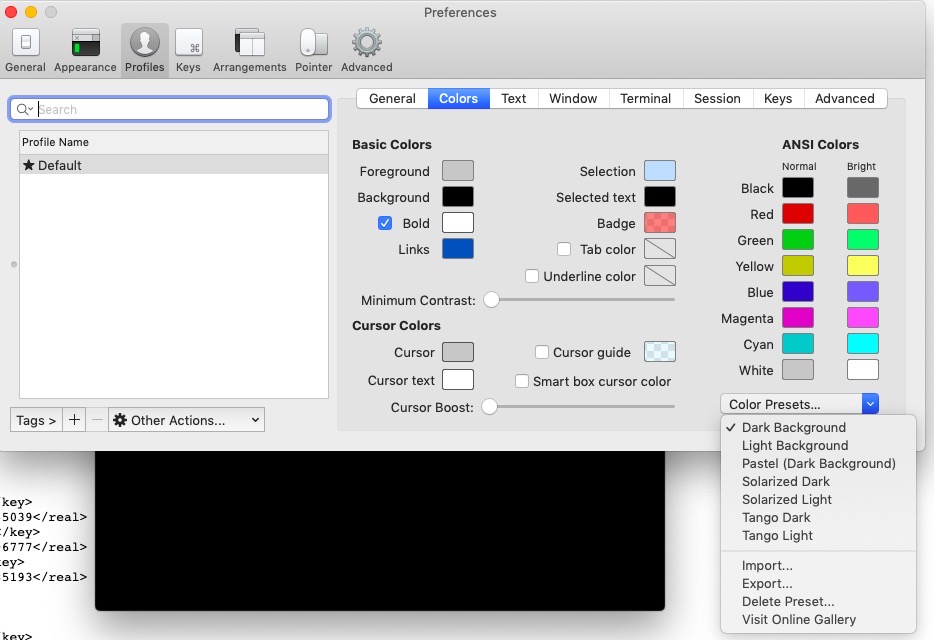 Preferences
General Appearance Profiles Keys Arrangements Pointer Advanced
Search
Profile Name
★ Default
Tags > + − Other Actions...
General Colors Text Window Terminal Session Keys Advanced
Basic Colors
Foreground
Background
Bold
Links
Selection
Selected text
Badge
Tab color
Underline color
Minimum Contrast:
Cursor Colors
Cursor
Cursor text
Cursor guide
Smart box cursor color
Cursor Boost:
ANSI Colors
Normal Bright
Black
Red
Green
Yellow
Blue
Magenta
Cyan
White
Color Presets...
✓ Dark Background
Light Background
Pastel (Dark Background)
Solarized Dark
Solarized Light
Tango Dark
Tango Light
Import...
Export...
Delete Preset...
Visit Online Gallery
key>
5039</real>
/key>
6777</real>
ey>
5193</real>
key>